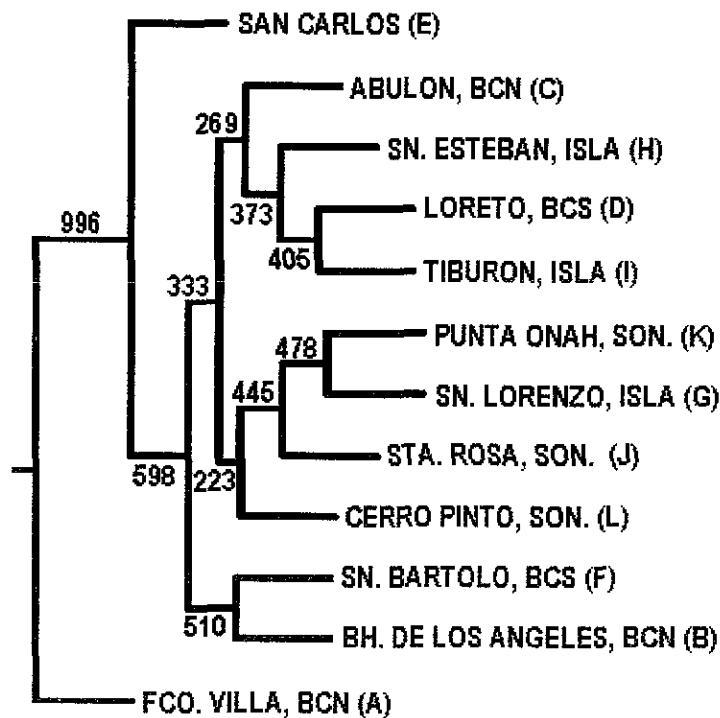 SAN CARLOS (E)
ABULON, BCN (C)
269
SN. ESTEBAN, ISLA (H)
373
LORETO, BCS (D)
996
405
TIBURON, ISLA (I)
333
PUNTA ONAH, SON. (K)
478
SN. LORENZO, ISLA (G)
445
STA. ROSA, SON. (J)
598
223
CERRO PINTO, SON. (L)
SN. BARTOLO, BCS (F)
510
BH. DE LOS ANGELES, BCN (B)
FCO. VILLA, BCN (A)